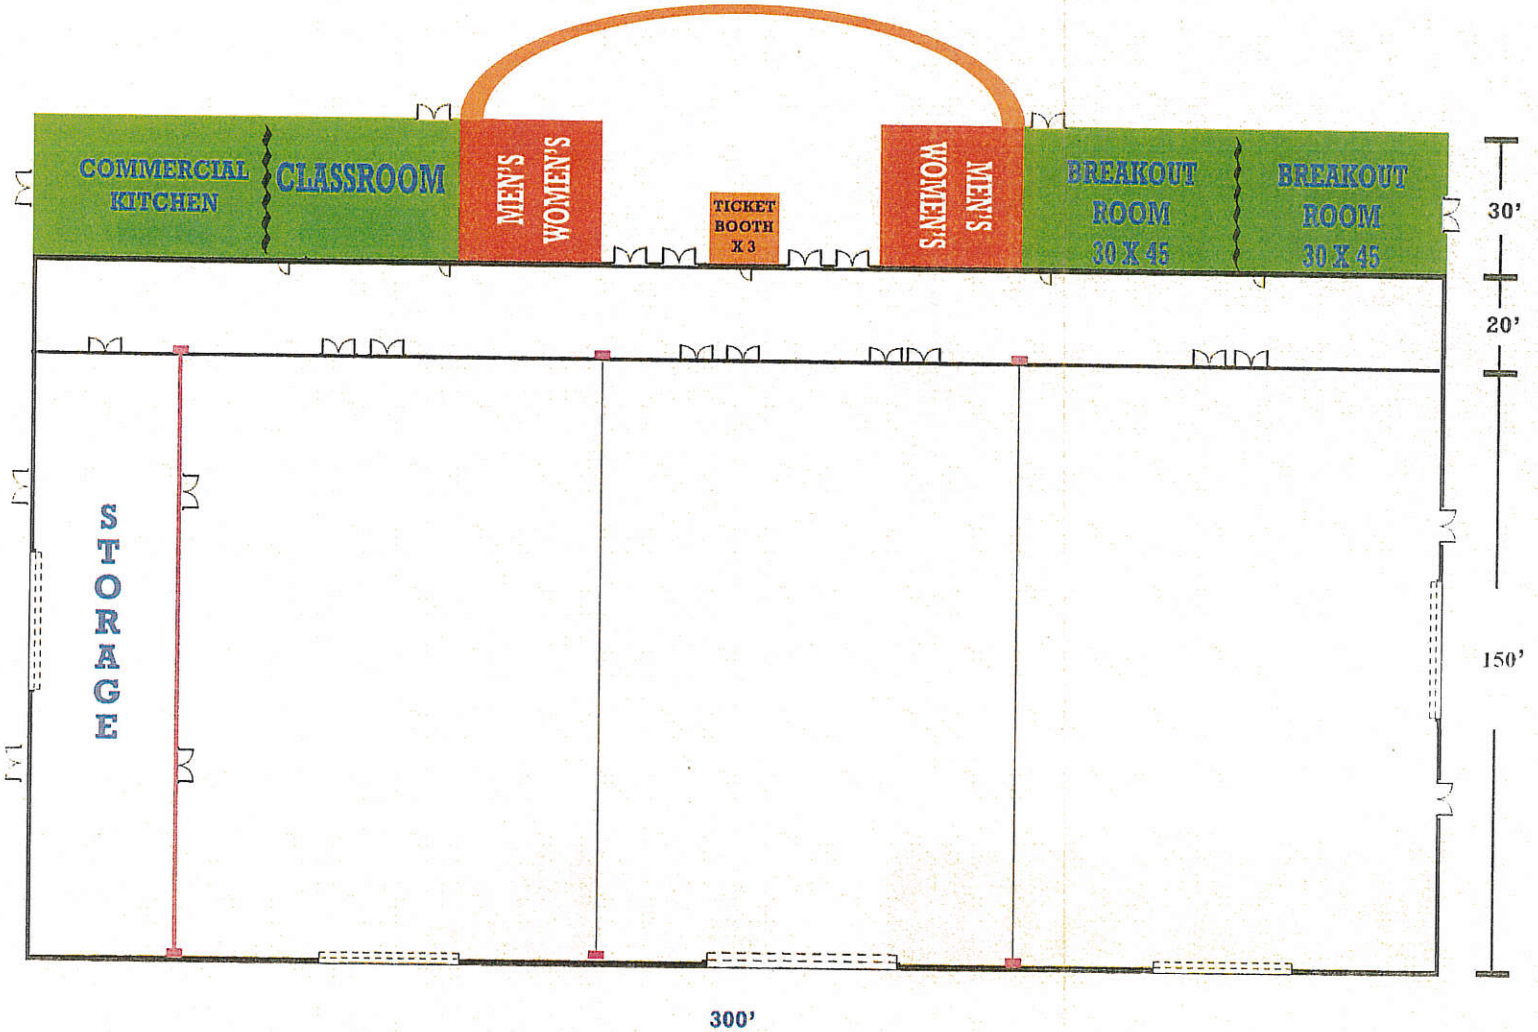 COMMERCIAL
KITCHEN
CLASSROOM
MEN'S
WOMEN'S
TICKET
BOOTH
X 3
MEN'S
WOMEN'S
BREAKOUT
ROOM
30 X 45
BREAKOUT
ROOM
30 X 45
30'
20'
150'
STORAGE
300'